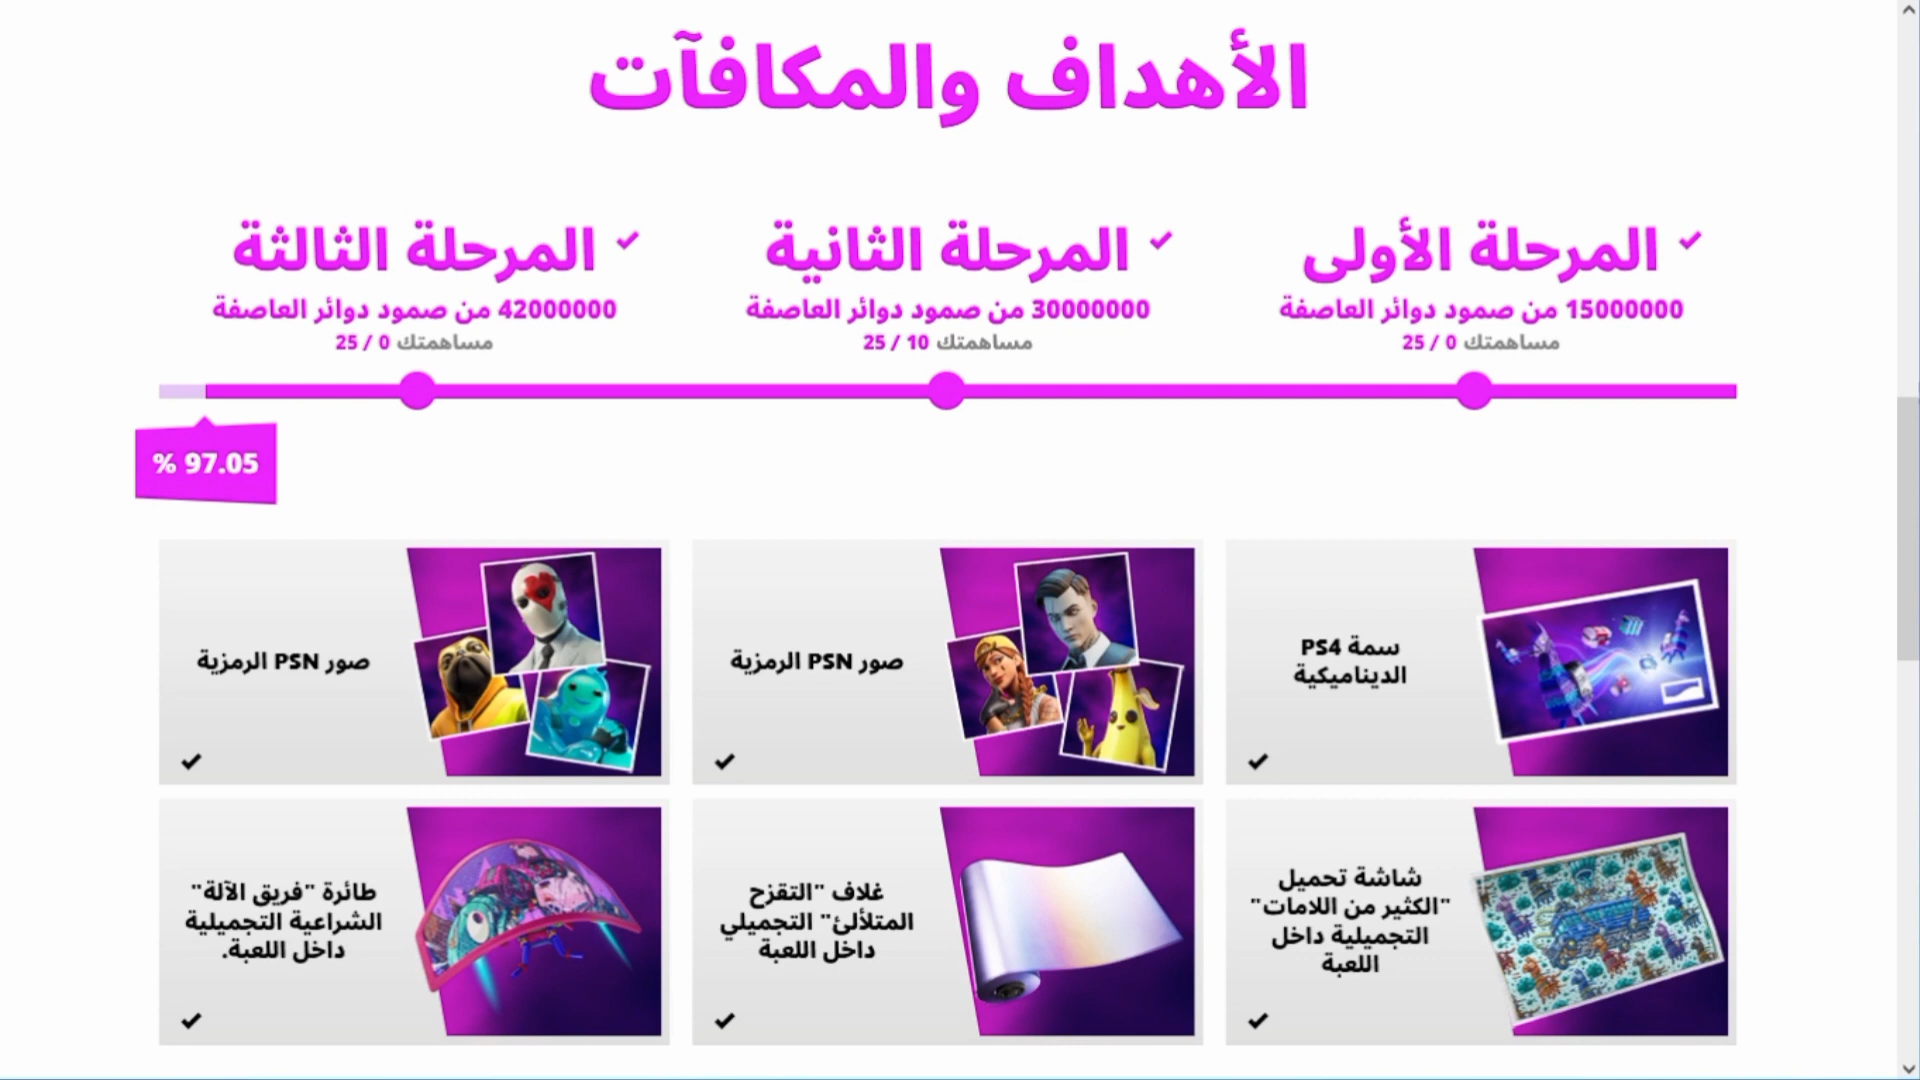 الأهداف والمكافآت
المرحلة الأولى
15000000 من صمود دوائر العاصفة
مساهمتك 0 / 25
المرحلة الثانية
30000000 من صمود دوائر العاصفة
مساهمتك 10 / 25
المرحلة الثالثة
42000000 من صمود دوائر العاصفة
مساهمتك 0 / 25
97.05 %
سمة PS4
الديناميكية
صور PSN الرمزية
صور PSN الرمزية
شاشة تحميل
"الكثير من اللامات"
التجميلية داخل
اللعبة
غلاف "التقزح
المتلألئ" التجميلي
داخل اللعبة
طائرة "فريق الآلة"
الشراعية التجميلية
داخل اللعبة.